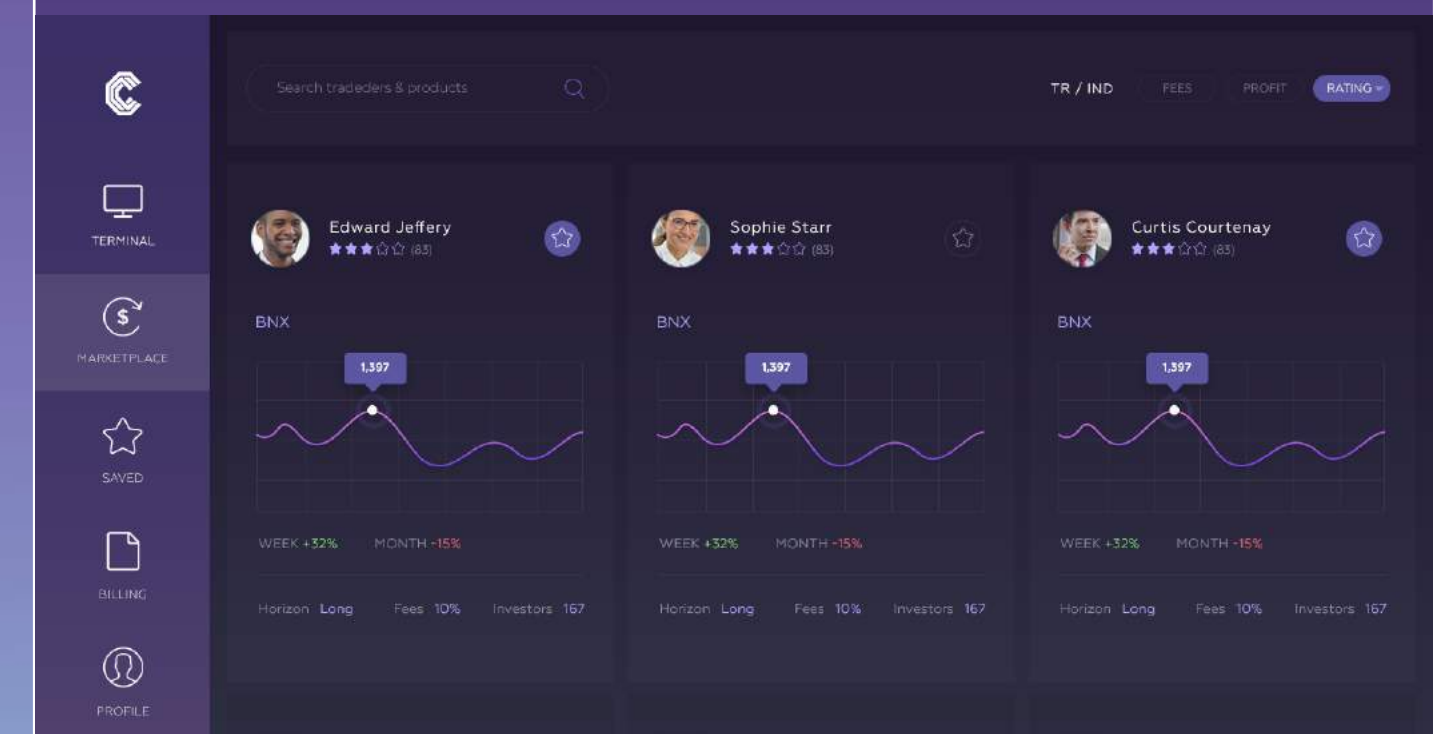 Search tradeders & products
TR / IND FEES PROFIT RATING
TERMINAL
MARKETPLACE
SAVED
BILLING
PROFILE
Edward Jeffery
(83)
BNX
1,397
WEEK +32% MONTH -15%
Horizon Long Fees 10% Investors 167
Sophie Starr
(83)
BNX
1,397
WEEK +32% MONTH -15%
Horizon Long Fees 10% Investors 167
Curtis Courtenay
(83)
BNX
1,397
WEEK +32% MONTH -15%
Horizon Long Fees 10% Investors 167